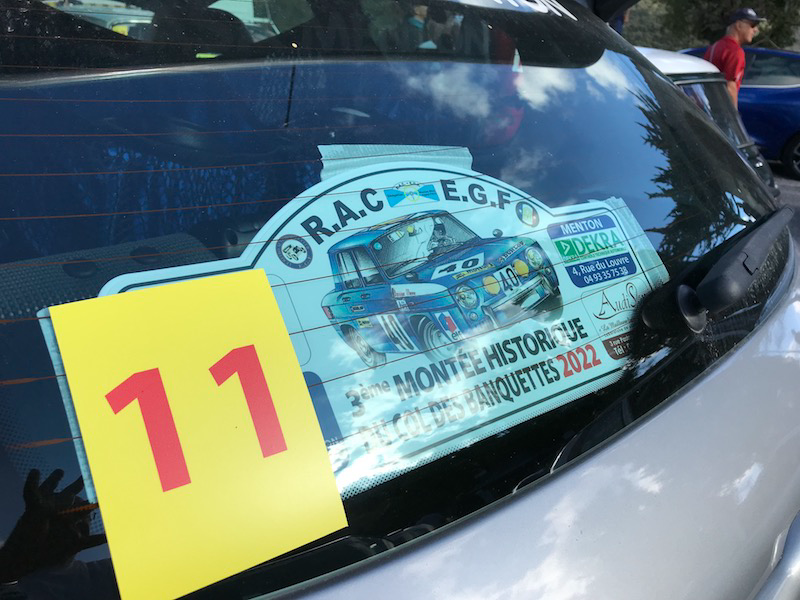 R.A.C E.G.F
40
40
40
MENTON
DEKRA
4, Rue du Louvre
04 93 35 75 38
3ème MONTÉE HISTORIQUE
COL DES BANQUETTES 2022
11